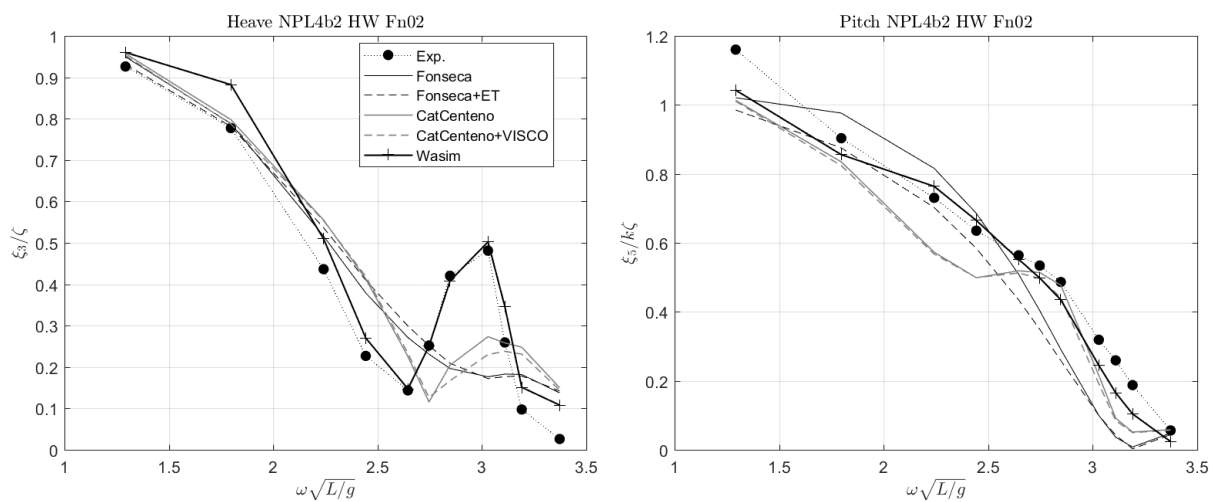 Heave NPL4b2 HW Fn02
1
0.9
0.8
0.7
0.6
0.5
0.4
0.3
0.2
0.1
0
ξ₃/ζ
Exp.
Fonseca
Fonseca+ET
CatCenteno
CatCenteno+VISCO
Wasim
1 1.5 2 2.5 3 3.5
ω√L/g
Pitch NPL4b2 HW Fn02
1.2
1
0.8
0.6
0.4
0.2
0
ξ₅/kζ
1 1.5 2 2.5 3 3.5
ω√L/g